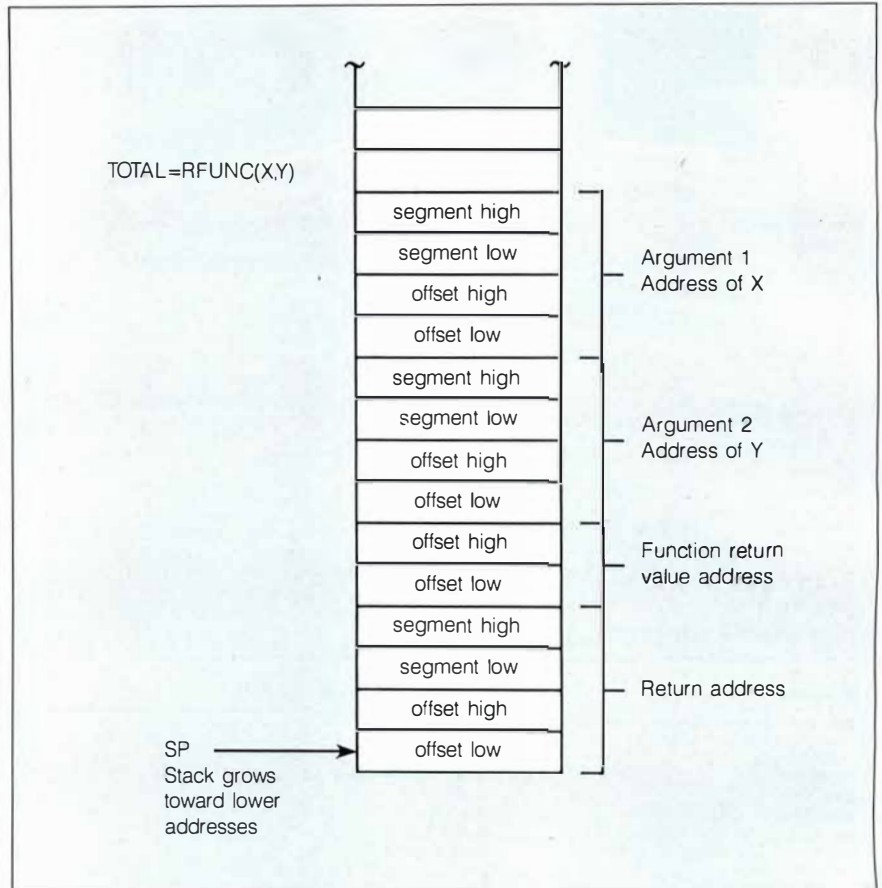 TOTAL=RFUNC(X,Y)
segment high
segment low
offset high
offset low
Argument 1
Address of X
segment high
segment low
offset high
offset low
Argument 2
Address of Y
offset high
offset low
Function return
value address
segment high
segment low
offset high
offset low
Return address
SP
Stack grows
toward lower
addresses